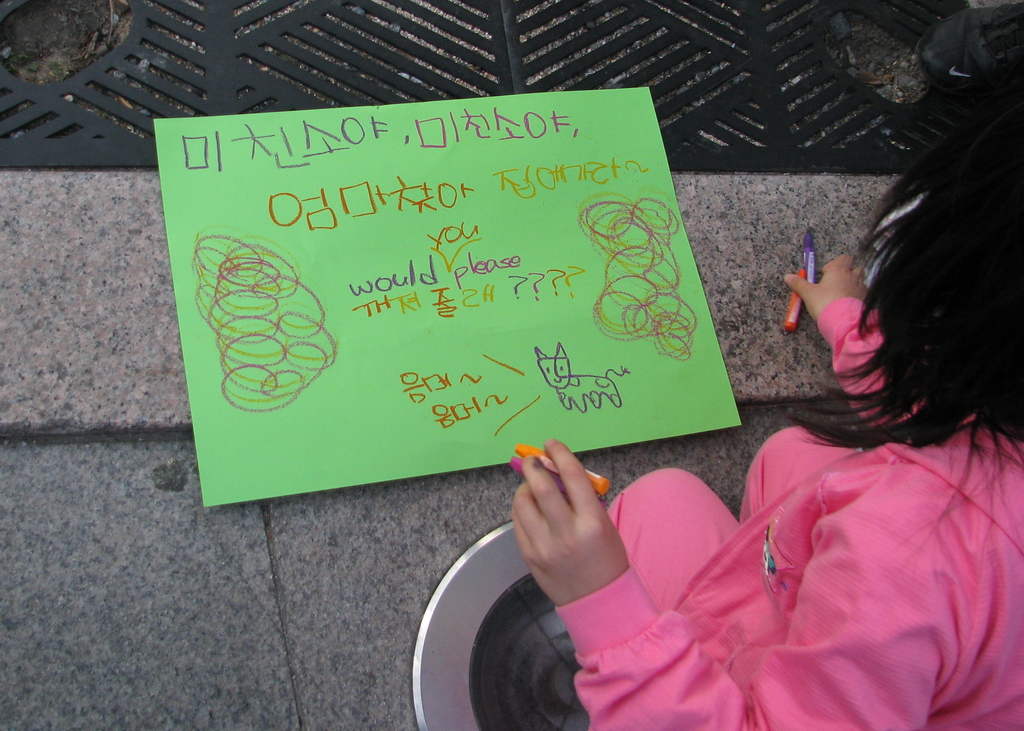 미친소야, 미친소야,
엄마찾아 집에가라~
you
would please
꺼져 줄래 ????
음머~
음머~